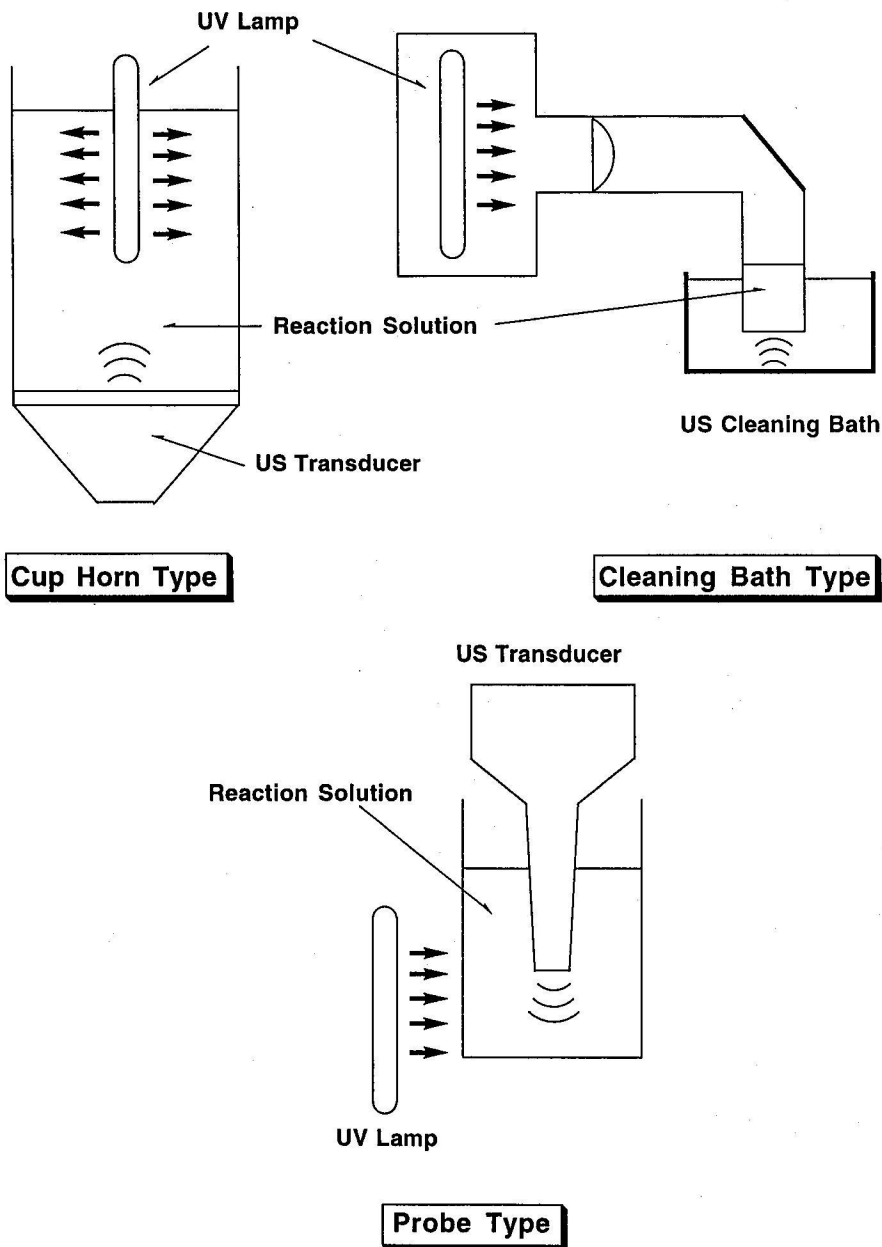 UV Lamp
Reaction Solution
US Cleaning Bath
US Transducer
Cup Horn Type
Cleaning Bath Type
US Transducer
Reaction Solution
UV Lamp
Probe Type